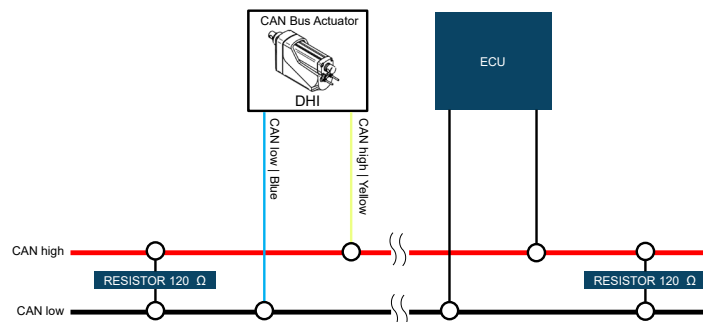 CAN Bus Actuator
DHI
ECU
CAN low | Blue
CAN high | Yellow
CAN high
RESISTOR 120 Ω
RESISTOR 120 Ω
CAN low